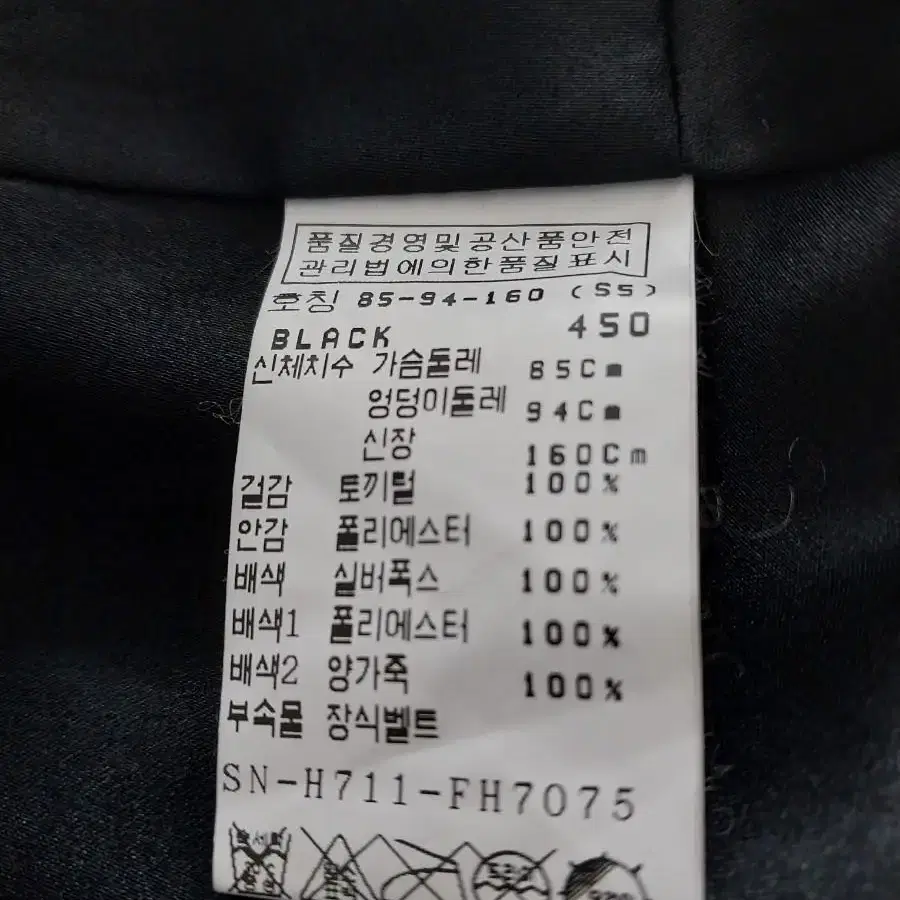 품질경영및공산품안전
관리법에의한품질표시
호칭 85-94-160 (S5)
BLACK 450
신체치수 가슴둘레 85Cm
엉덩이둘레 94Cm
신장 160Cm
겉감 토끼털 100%
안감 폴리에스터 100%
배색 실버폭스 100%
배색1 폴리에스터 100%
배색2 양가죽 100%
부속물 장식벨트
SN-H711-FH7075